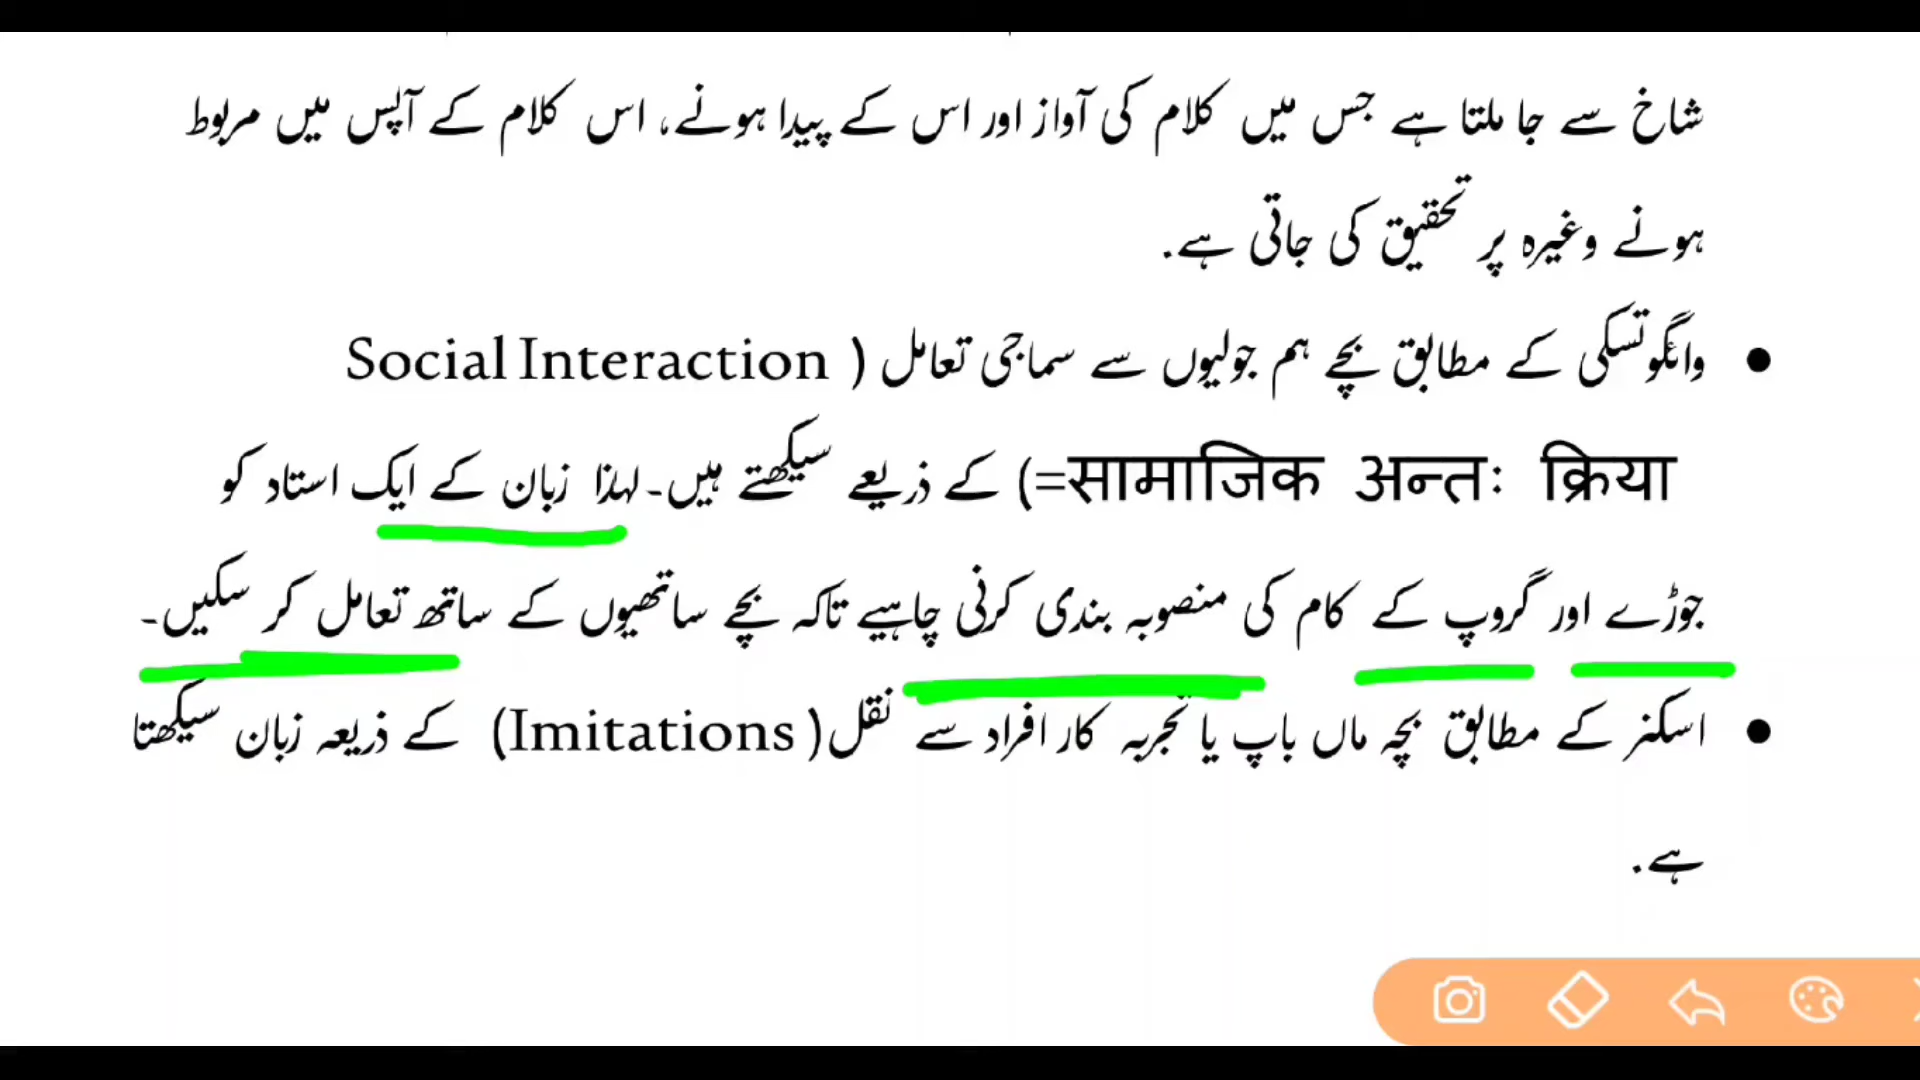 شاخ سے جا ملتا ہے جس میں کلام کی آواز اور اس کے پیدا ہونے، اس کلام کے آپس میں مربوط
ہونے وغیرہ پر تحقیق کی جاتی ہے.
● وائگوتسکی کے مطابق بچے ہم جولیوں سے سماجی تعامل ( Social Interaction
=सामाजिक अन्तः क्रिया) کے ذریعے سیکھتے ہیں۔لہذا زبان کے ایک استاد کو
جوڑے اور گروپ کے کام کی منصوبہ بندی کرنی چاہیے تاکہ بچے ساتھیوں کے ساتھ تعامل کر سکیں۔
● اسکنر کے مطابق بچہ ماں باپ یا تجربہ کار افراد سے نقل( Imitations) کے ذریعہ زبان سیکھتا
ہے.